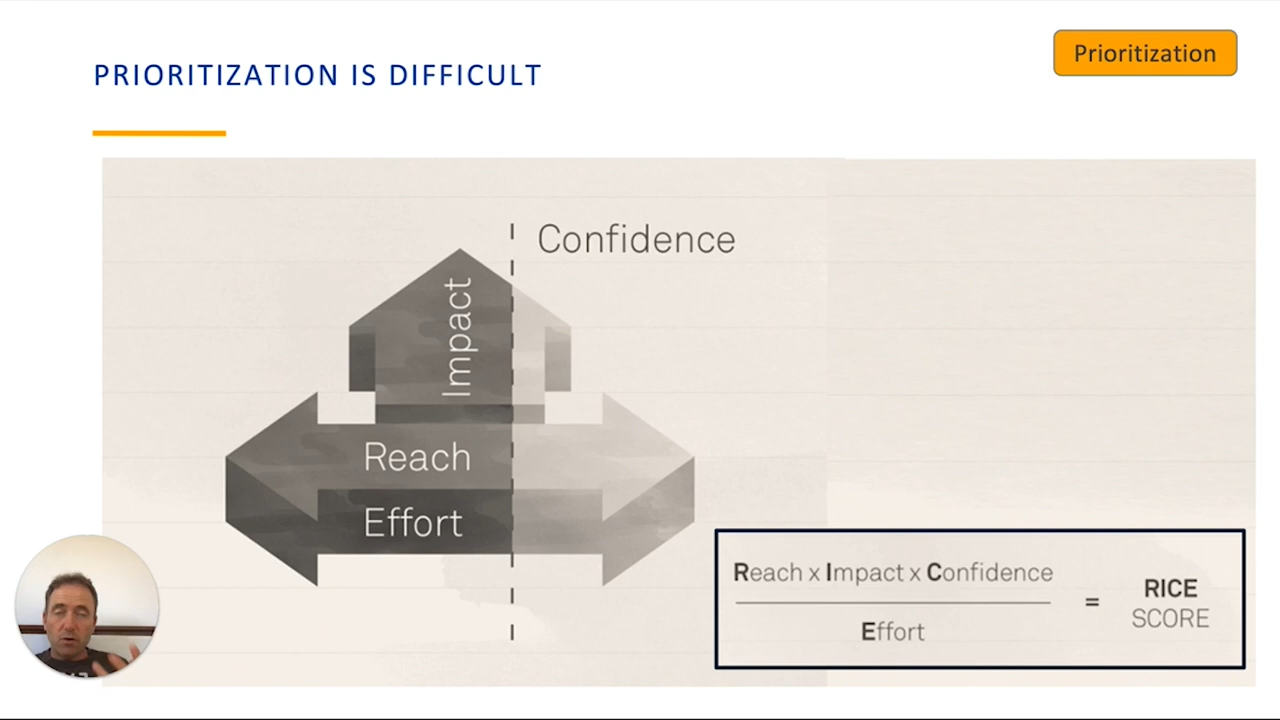 PRIORITIZATION IS DIFFICULT
Prioritization
Confidence
Impact
Reach
Effort
Reach x Impact x Confidence
Effort
=
RICE
SCORE